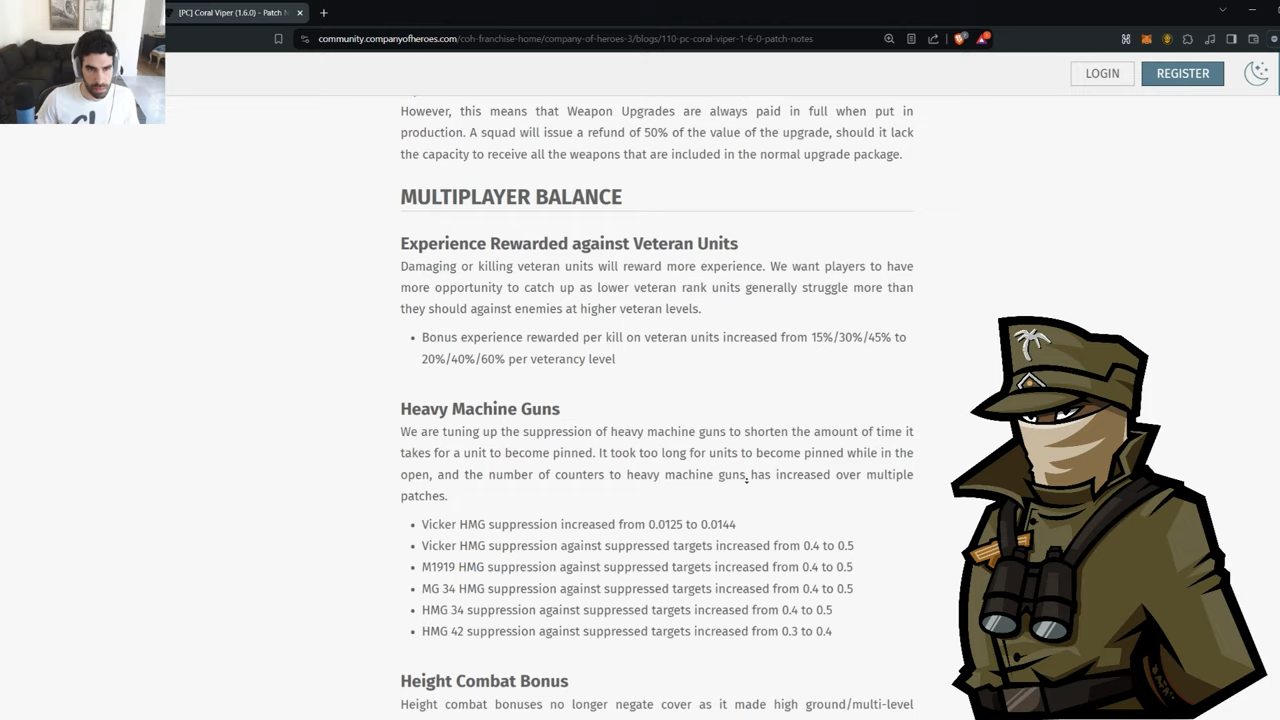 [PC] Coral Viper (1.6.0) - Patch N
community.companyofheroes.com/coh-franchise-home/company-of-heroes-3/blogs/110-pc-coral-viper-1-6-0-patch-notes
LOGIN
REGISTER
However, this means that Weapon Upgrades are always paid in full when put in
production. A squad will issue a refund of 50% of the value of the upgrade, should it lack
the capacity to receive all the weapons that are included in the normal upgrade package.
MULTIPLAYER BALANCE
Experience Rewarded against Veteran Units
Damaging or killing veteran units will reward more experience. We want players to have
more opportunity to catch up as lower veteran rank units generally struggle more than
they should against enemies at higher veteran levels.
• Bonus experience rewarded per kill on veteran units increased from 15%/30%/45% to
20%/40%/60% per veterancy level
Heavy Machine Guns
We are tuning up the suppression of heavy machine guns to shorten the amount of time it
takes for a unit to become pinned. It took too long for units to become pinned while in the
open, and the number of counters to heavy machine guns has increased over multiple
patches.
• Vicker HMG suppression increased from 0.0125 to 0.0144
• Vicker HMG suppression against suppressed targets increased from 0.4 to 0.5
• M1919 HMG suppression against suppressed targets increased from 0.4 to 0.5
• MG 34 HMG suppression against suppressed targets increased from 0.4 to 0.5
• HMG 34 suppression against suppressed targets increased from 0.4 to 0.5
• HMG 42 suppression against suppressed targets increased from 0.3 to 0.4
Height Combat Bonus
Height combat bonuses no longer negate cover as it made high ground/multi-level